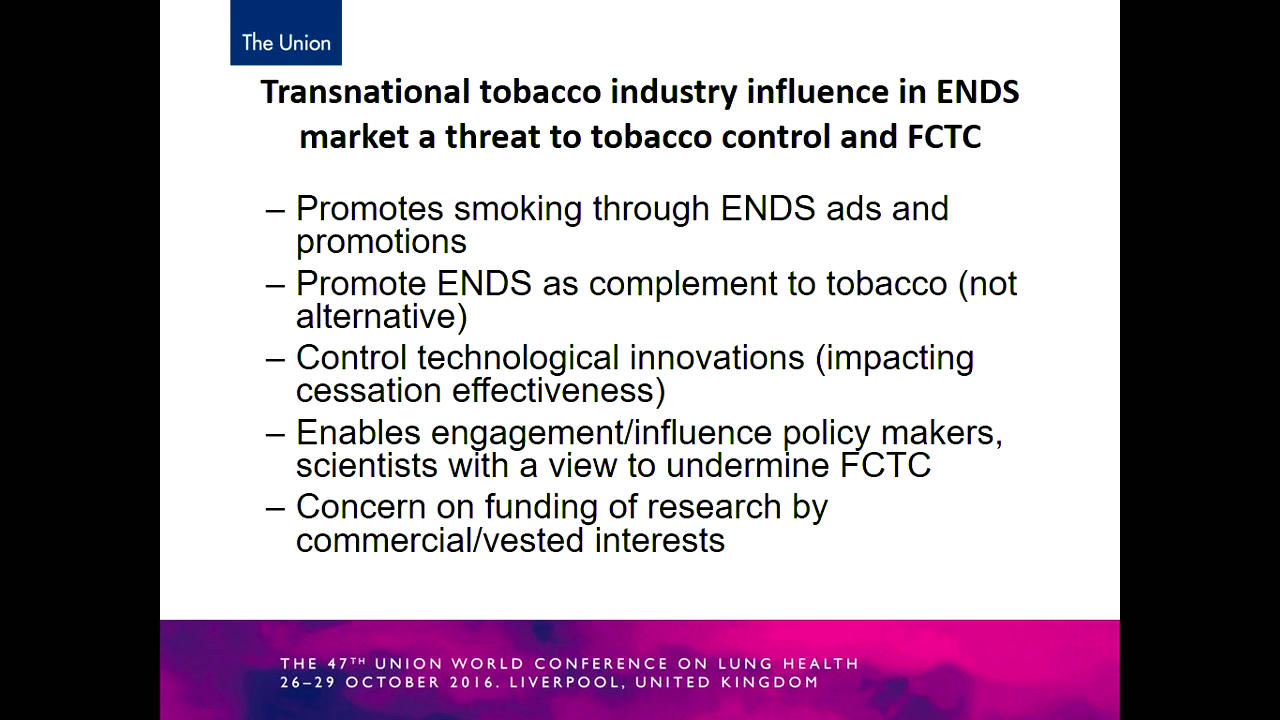 The Union
Transnational tobacco industry influence in ENDS
market a threat to tobacco control and FCTC
– Promotes smoking through ENDS ads and
promotions
– Promote ENDS as complement to tobacco (not
alternative)
– Control technological innovations (impacting
cessation effectiveness)
– Enables engagement/influence policy makers,
scientists with a view to undermine FCTC
– Concern on funding of research by
commercial/vested interests
THE 47TH UNION WORLD CONFERENCE ON LUNG HEALTH
26–29 OCTOBER 2016. LIVERPOOL, UNITED KINGDOM